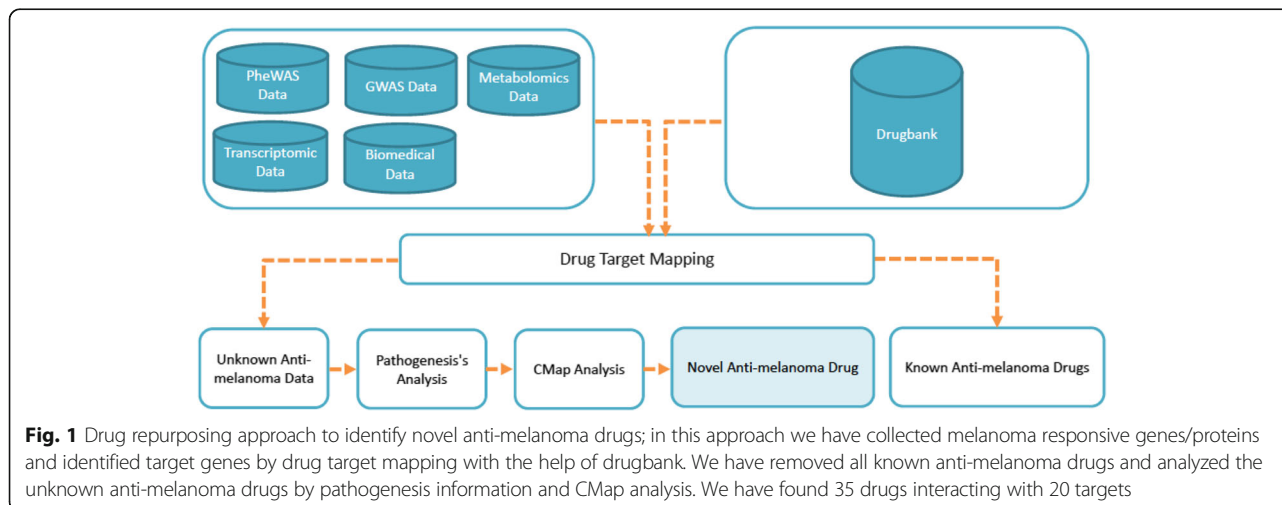 PheWAS
Data
GWAS Data
Metabolomics
Data
Transcriptomic
Data
Biomedical
Data
Drugbank
Drug Target Mapping
Unknown Anti-
melanoma Data
Pathogenesis's
Analysis
CMap Analysis
Novel Anti-melanoma Drug
Known Anti-melanoma Drugs
Fig. 1 Drug repurposing approach to identify novel anti-melanoma drugs; in this approach we have collected melanoma responsive genes/proteins
and identified target genes by drug target mapping with the help of drugbank. We have removed all known anti-melanoma drugs and analyzed the
unknown anti-melanoma drugs by pathogenesis information and CMap analysis. We have found 35 drugs interacting with 20 targets